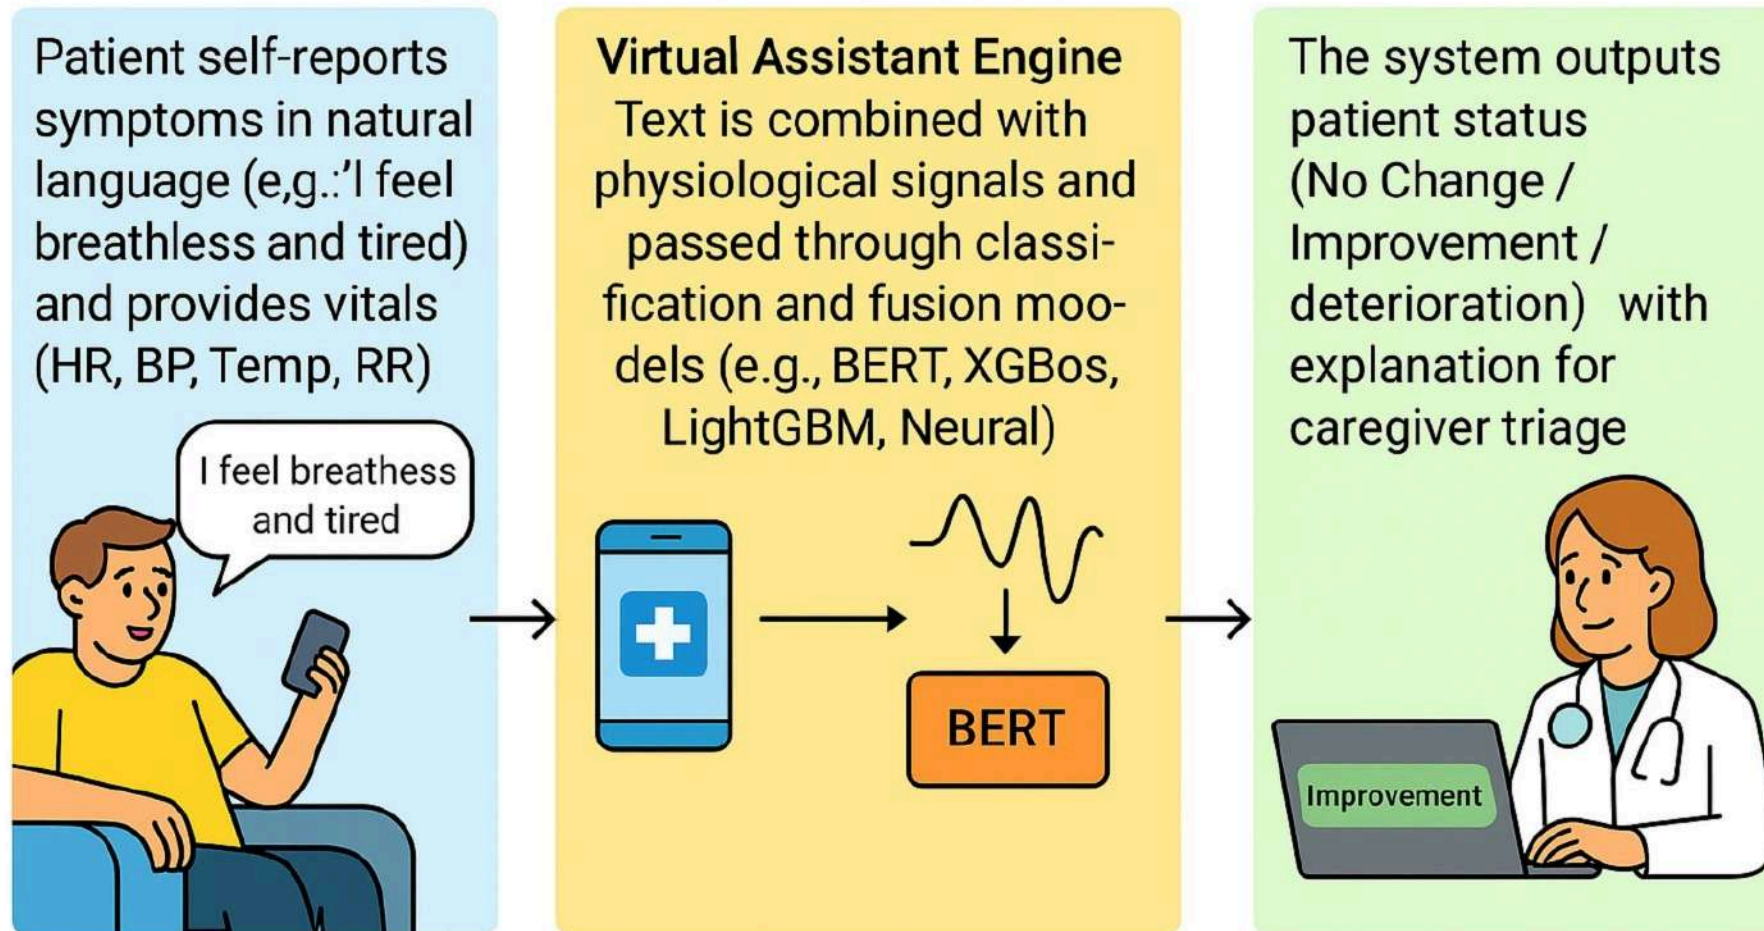 Patient self-reports
symptoms in natural
language (e,g.:'I feel
breathless and tired)
and provides vitals
(HR, BP, Temp, RR)
I feel breathess
and tired
Virtual Assistant Engine
Text is combined with
physiological signals and
passed through classi-
fication and fusion moo-
dels (e.g., BERT, XGBos,
LightGBM, Neural)
BERT
The system outputs
patient status
(No Change /
Improvement /
deterioration) with
explanation for
caregiver triage
Improvement